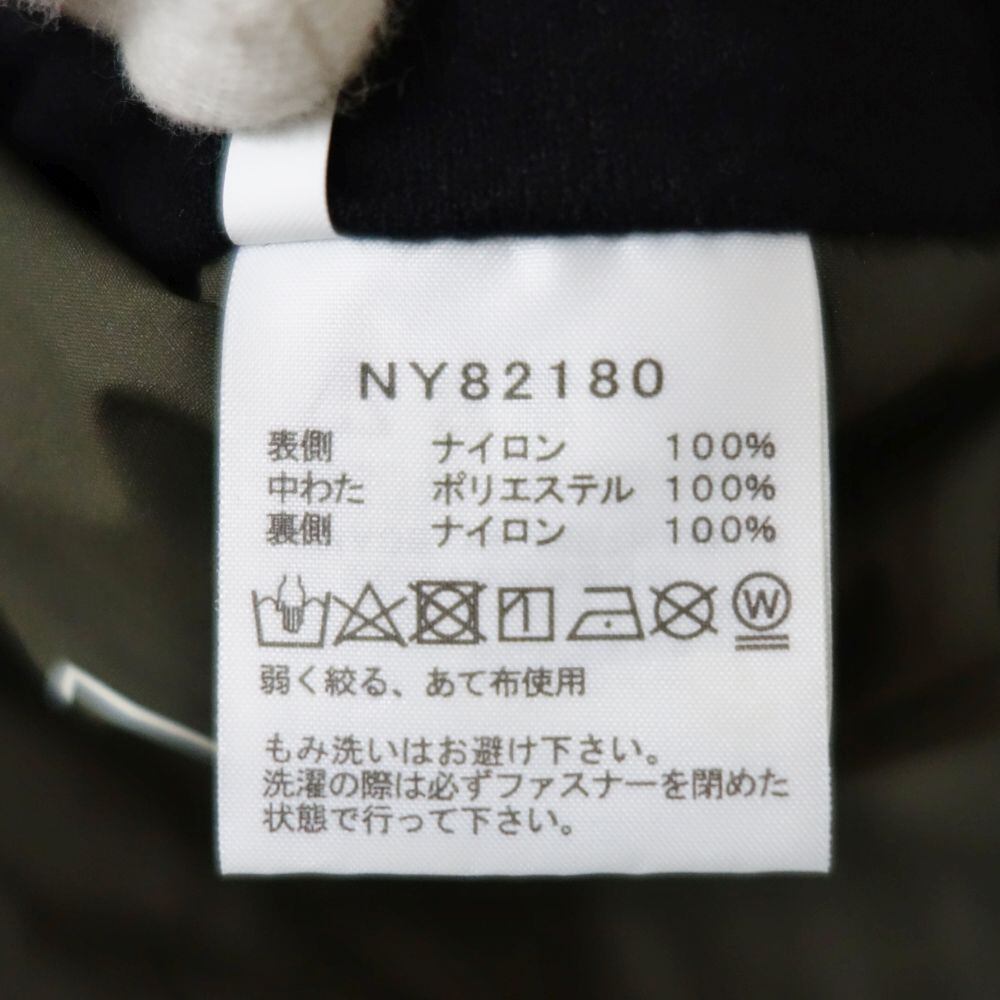 NY82180
表側 ナイロン 100%
中わた ポリエステル 100%
裏側 ナイロン 100%
W
弱く絞る、あて布使用
もみ洗いはお避け下さい。
洗濯の際は必ずファスナーを閉めた
状態で行って下さい。